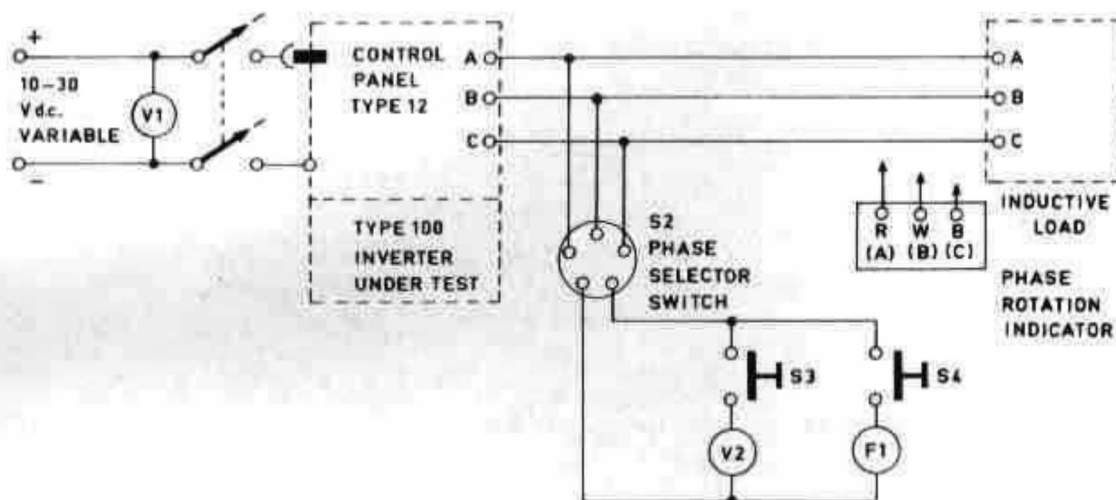 +
10-30
V d.c.
VARIABLE
−
V1
CONTROL
PANEL
TYPE 12
A
B
C
TYPE 100
INVERTER
UNDER TEST
S2
PHASE
SELECTOR
SWITCH
A
B
C
INDUCTIVE
LOAD
R W B
(A) (B) (C)
PHASE
ROTATION
INDICATOR
S3
S4
V2
F1